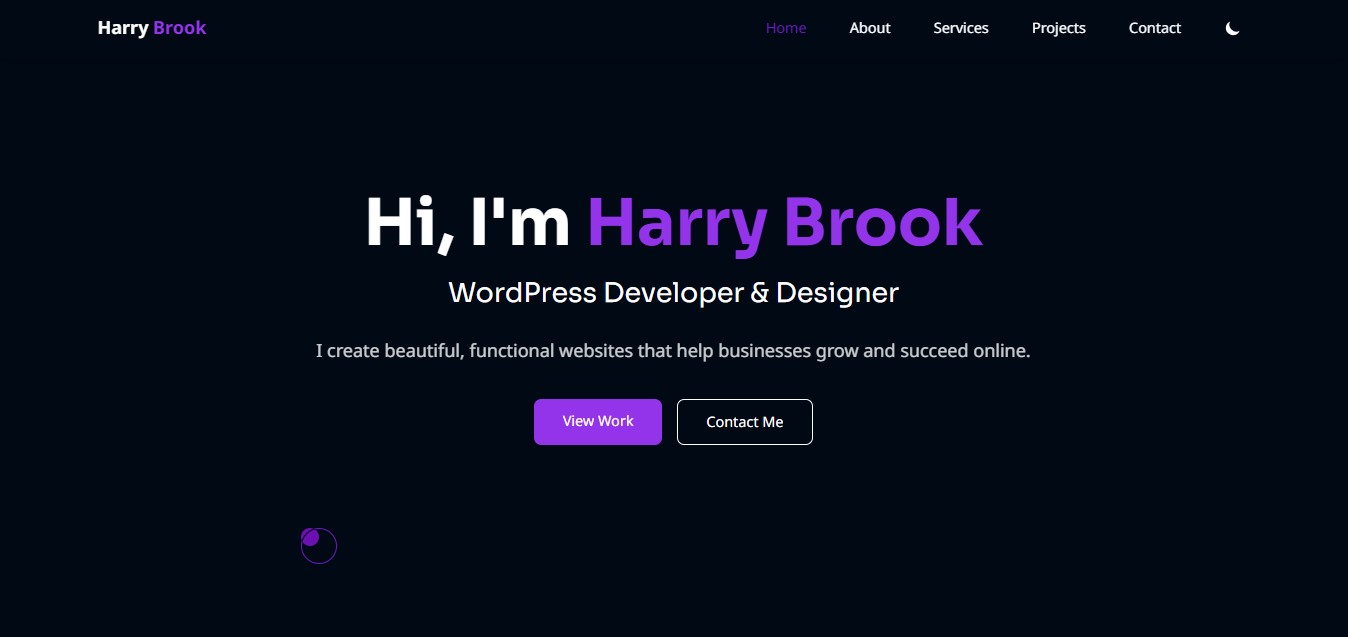 Harry Brook
Home About Services Projects Contact
Hi, I'm Harry Brook
WordPress Developer & Designer
I create beautiful, functional websites that help businesses grow and succeed online.
View Work Contact Me